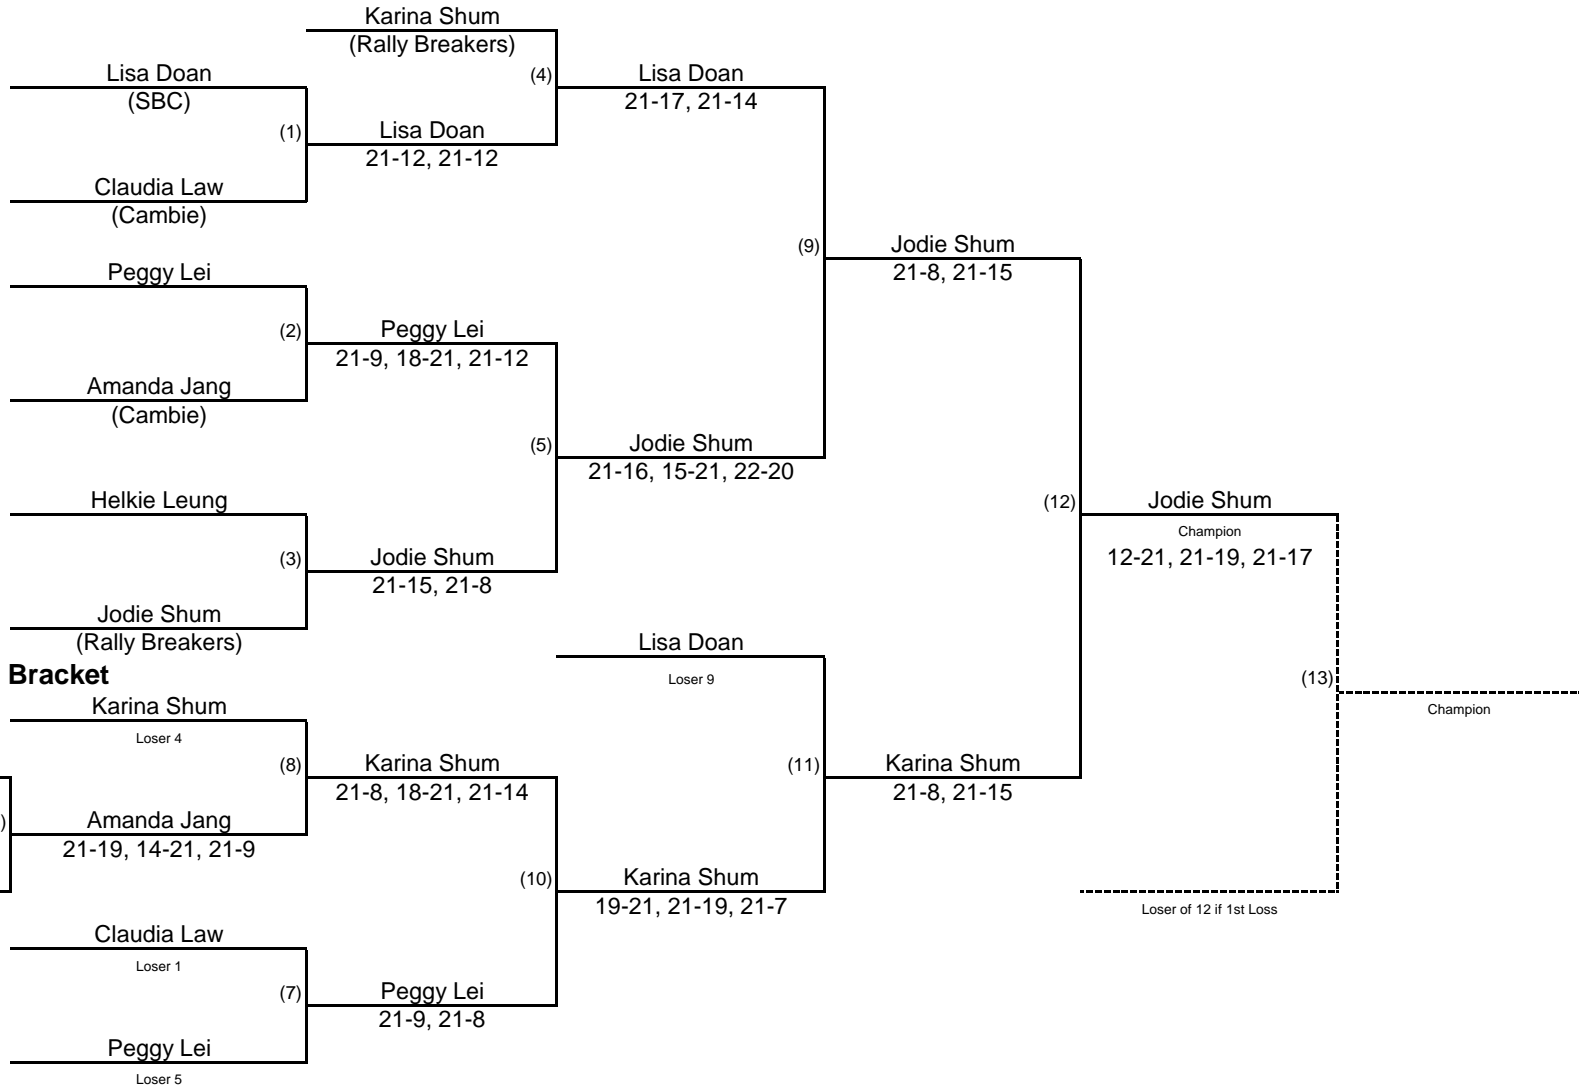 Karina Shum
(Rally Breakers)
Lisa Doan
(SBC)
(4)
Lisa Doan
21-17, 21-14
(1)
Lisa Doan
21-12, 21-12
Claudia Law
(Cambie)
(9)
Jodie Shum
21-8, 21-15
Peggy Lei
(2)
Peggy Lei
21-9, 18-21, 21-12
Amanda Jang
(Cambie)
(5)
Jodie Shum
21-16, 15-21, 22-20
Helkie Leung
(12)
Jodie Shum
Champion
12-21, 21-19, 21-17
(3)
Jodie Shum
21-15, 21-8
Jodie Shum
(Rally Breakers)
Lisa Doan
Loser 9
Bracket
(13)
Champion
Karina Shum
Loser 4
(8)
Karina Shum
21-8, 18-21, 21-14
(11)
Karina Shum
21-8, 21-15
)
Amanda Jang
21-19, 14-21, 21-9
(10)
Karina Shum
19-21, 21-19, 21-7
Loser of 12 if 1st Loss
Claudia Law
Loser 1
(7)
Peggy Lei
21-9, 21-8
Peggy Lei
Loser 5